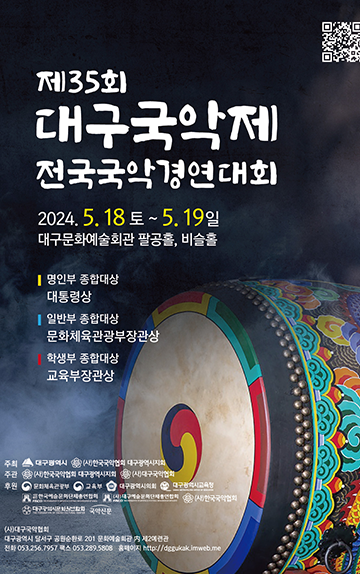 제35회
대구국악제
전국국악경연대회
2024. 5. 18 토 ~ 5. 19 일
대구문화예술회관 팔공홀, 비슬홀
명인부 종합대상
대통령상
일반부 종합대상
문화체육관광부장관상
학생부 종합대상
교육부장관상
주최 대구광역시 (사)한국국악협회 대구광역시지회
주관 (사)한국국악협회 대구광역시지회 (사)대구국악협회
후원 문화체육관광부 교육부 대구광역시의회 대구광역시교육청
(사)한국예술문화단체총연합회 (사)한국국악협회
국악신문
(사)대구국악협회
대구광역시 달서구 공원순환로 201 문화예술회관 內 제2예련관
전화 053.256.7957 팩스 053.289.5808 홈페이지 http://dggukak.imweb.me